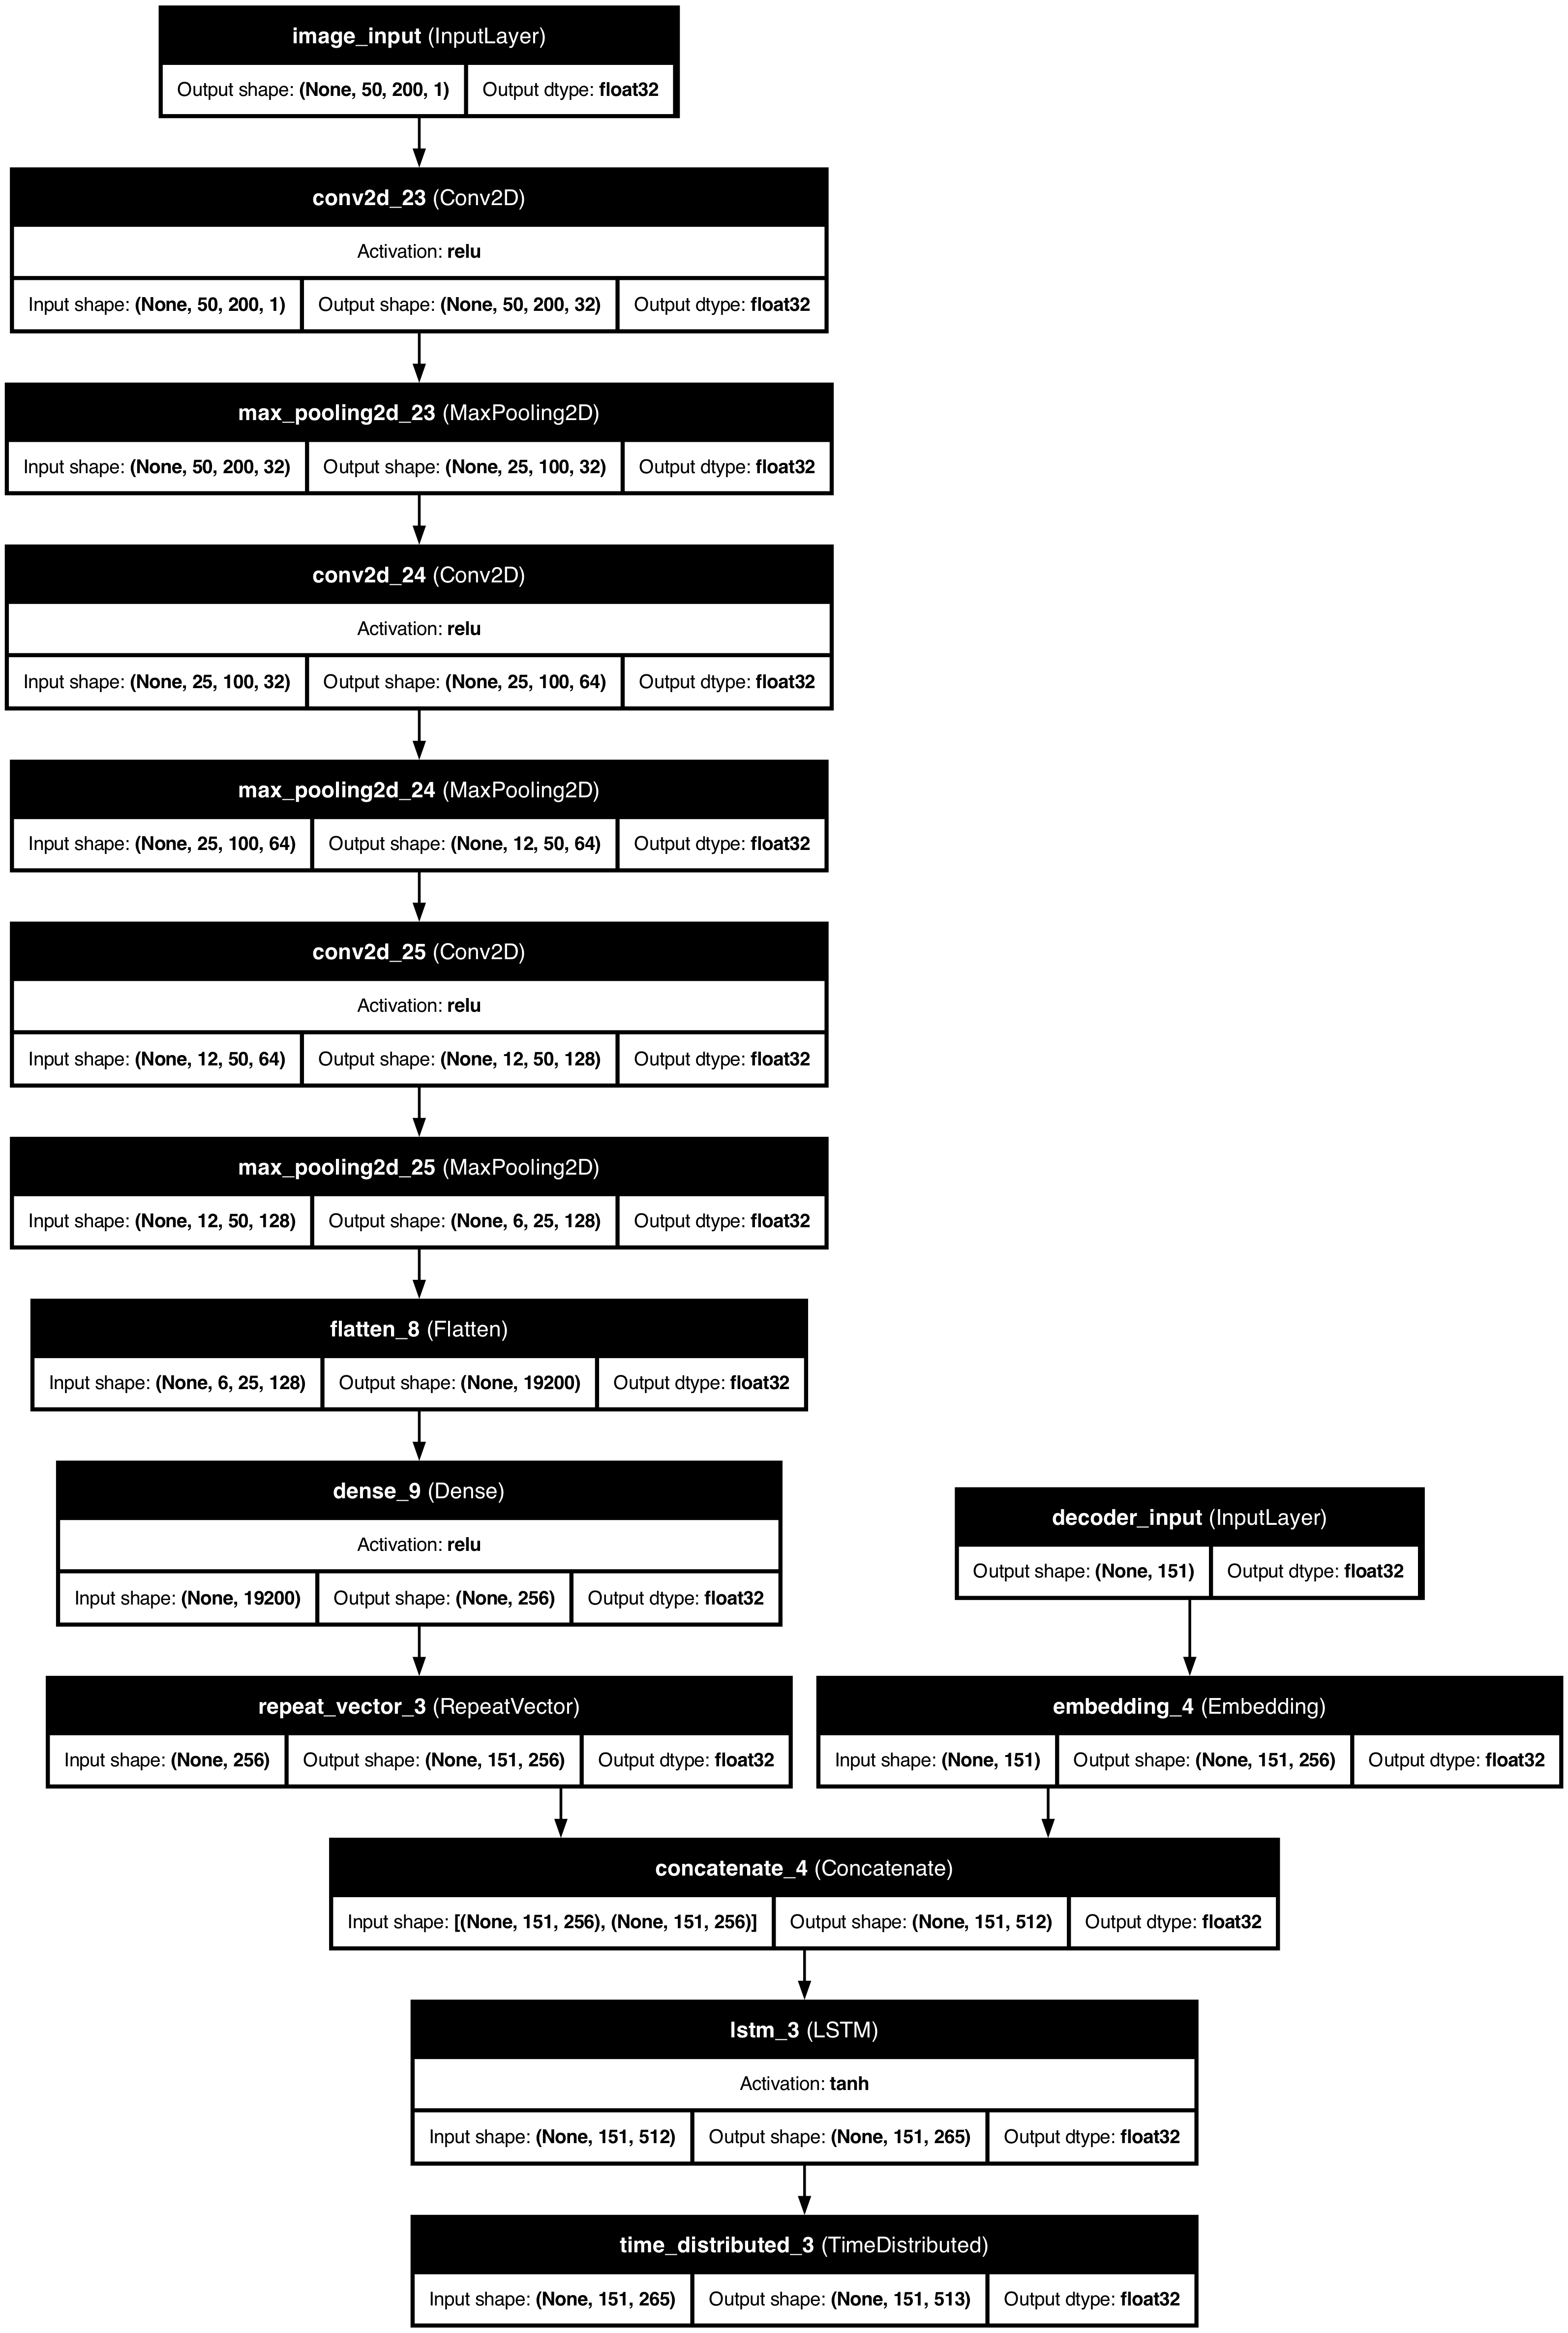 image_input (InputLayer)
Output shape: (None, 50, 200, 1) Output dtype: float32
conv2d_23 (Conv2D)
Activation: relu
Input shape: (None, 50, 200, 1) Output shape: (None, 50, 200, 32) Output dtype: float32
max_pooling2d_23 (MaxPooling2D)
Input shape: (None, 50, 200, 32) Output shape: (None, 25, 100, 32) Output dtype: float32
conv2d_24 (Conv2D)
Activation: relu
Input shape: (None, 25, 100, 32) Output shape: (None, 25, 100, 64) Output dtype: float32
max_pooling2d_24 (MaxPooling2D)
Input shape: (None, 25, 100, 64) Output shape: (None, 12, 50, 64) Output dtype: float32
conv2d_25 (Conv2D)
Activation: relu
Input shape: (None, 12, 50, 64) Output shape: (None, 12, 50, 128) Output dtype: float32
max_pooling2d_25 (MaxPooling2D)
Input shape: (None, 12, 50, 128) Output shape: (None, 6, 25, 128) Output dtype: float32
flatten_8 (Flatten)
Input shape: (None, 6, 25, 128) Output shape: (None, 19200) Output dtype: float32
dense_9 (Dense)
Activation: relu
Input shape: (None, 19200) Output shape: (None, 256) Output dtype: float32
decoder_input (InputLayer)
Output shape: (None, 151) Output dtype: float32
repeat_vector_3 (RepeatVector)
Input shape: (None, 256) Output shape: (None, 151, 256) Output dtype: float32
embedding_4 (Embedding)
Input shape: (None, 151) Output shape: (None, 151, 256) Output dtype: float32
concatenate_4 (Concatenate)
Input shape: [(None, 151, 256), (None, 151, 256)] Output shape: (None, 151, 512) Output dtype: float32
lstm_3 (LSTM)
Activation: tanh
Input shape: (None, 151, 512) Output shape: (None, 151, 265) Output dtype: float32
time_distributed_3 (TimeDistributed)
Input shape: (None, 151, 265) Output shape: (None, 151, 513) Output dtype: float32